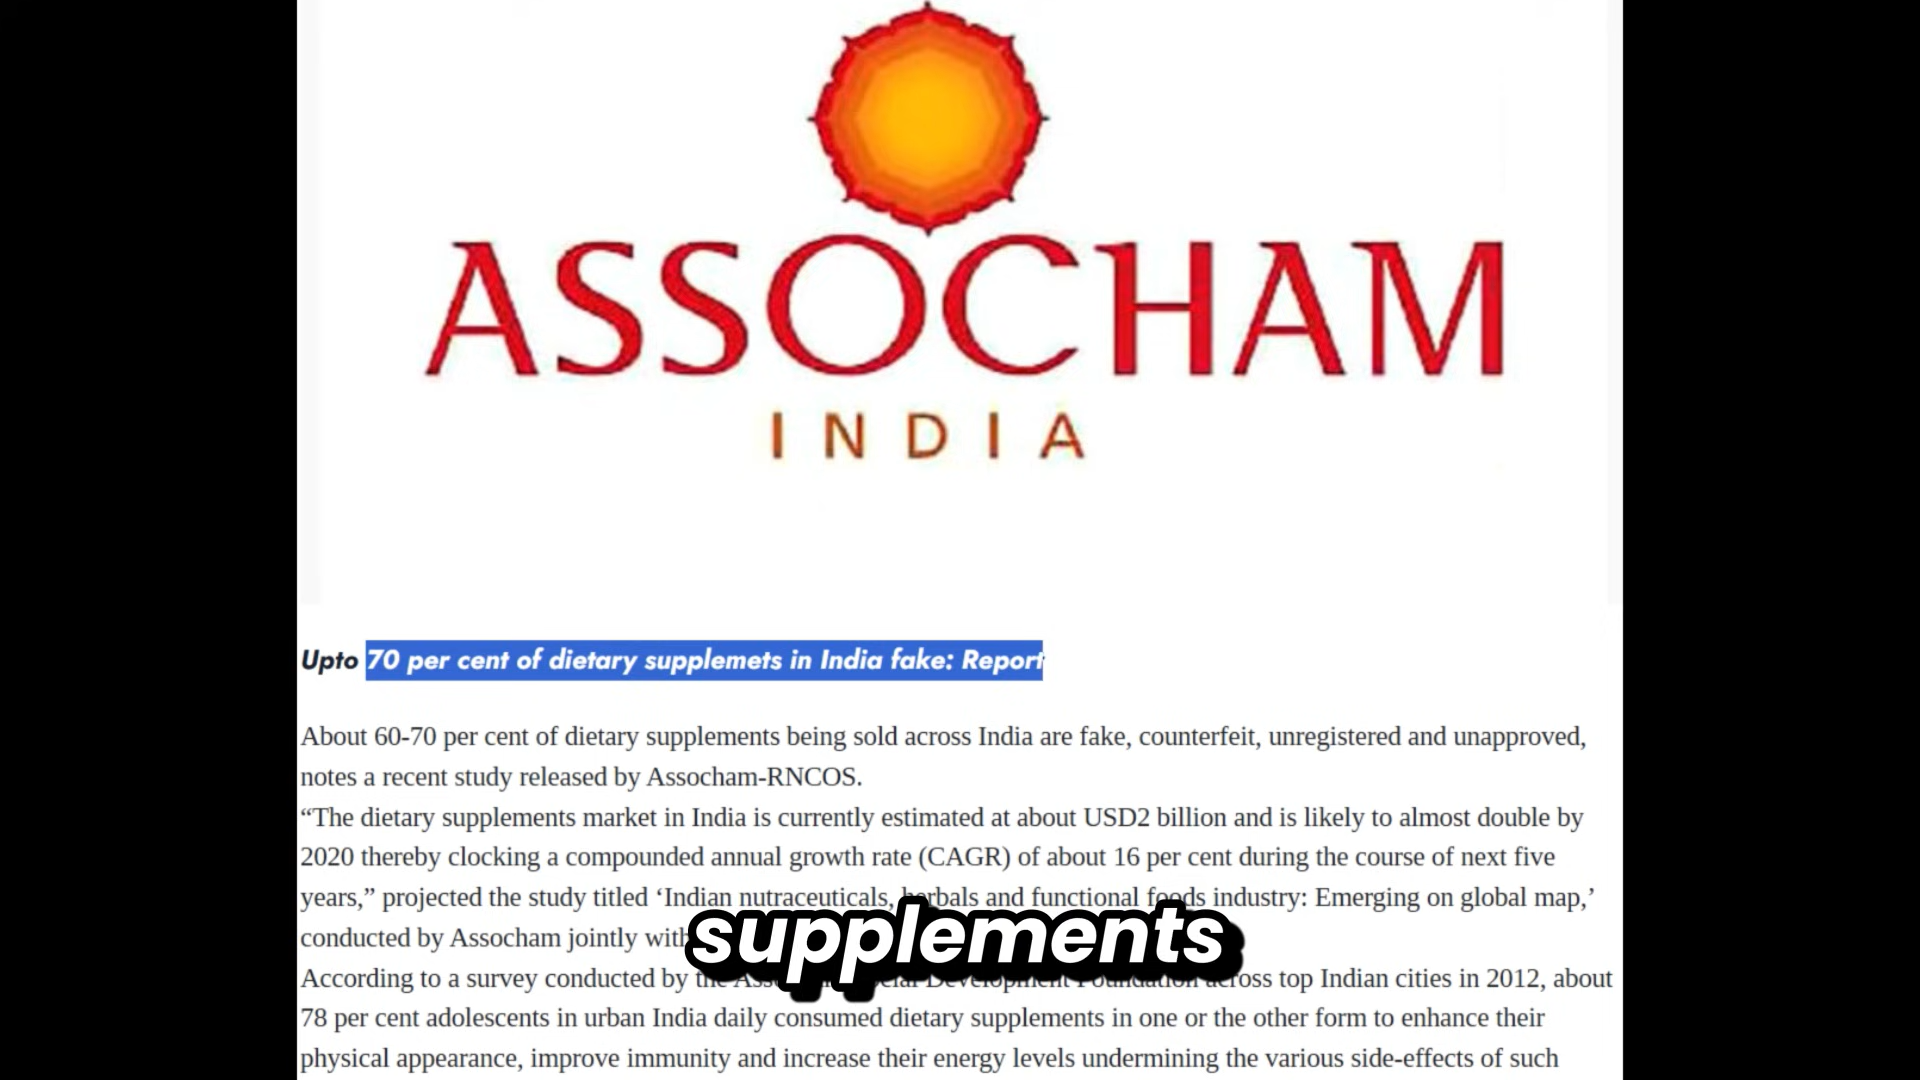 ASSOCHAM
INDIA
Upto 70 per cent of dietary supplemets in India fake: Report
About 60-70 per cent of dietary supplements being sold across India are fake, counterfeit, unregistered and unapproved,
notes a recent study released by Assocham-RNCOS.
“The dietary supplements market in India is currently estimated at about USD2 billion and is likely to almost double by
2020 thereby clocking a compounded annual growth rate (CAGR) of about 16 per cent during the course of next five
years,” projected the study titled ‘Indian nutraceuticals, herbals and functional foods industry: Emerging on global map,’
conducted by Assocham jointly with
supplements
According to a survey conducted by the Development Foundation across top Indian cities in 2012, about
78 per cent adolescents in urban India daily consumed dietary supplements in one or the other form to enhance their
physical appearance, improve immunity and increase their energy levels undermining the various side-effects of such